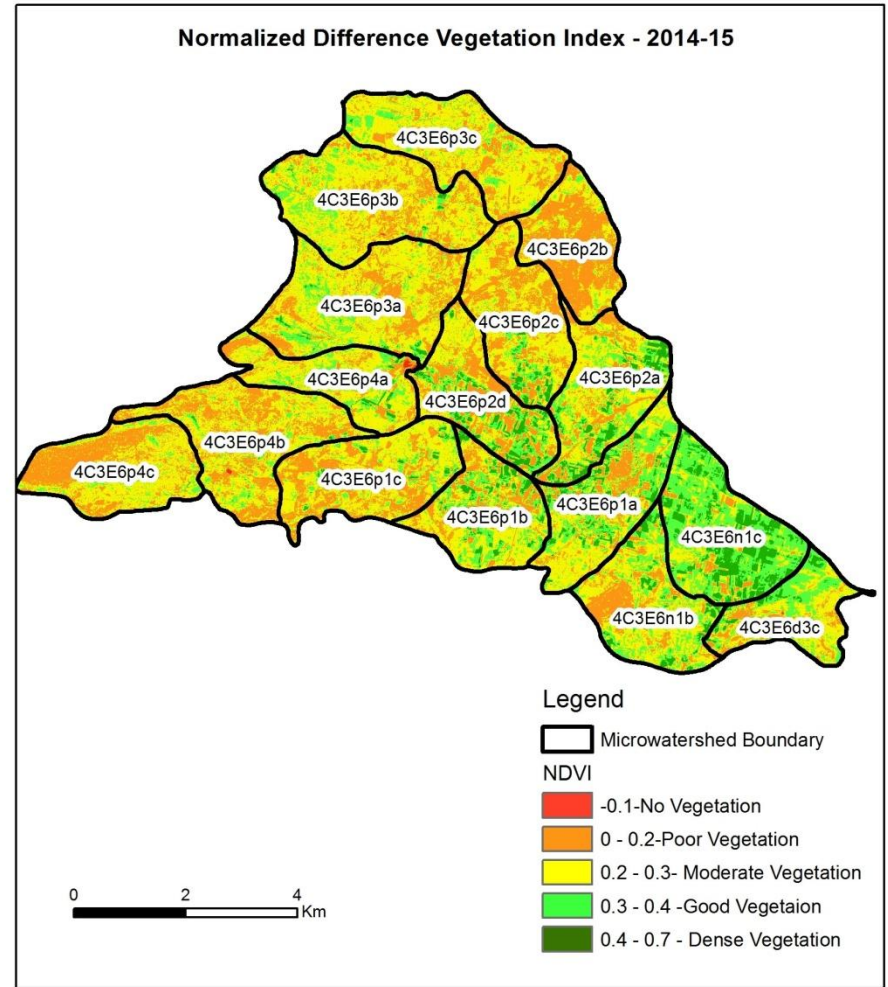 Normalized Difference Vegetation Index - 2014-15
4C3E6p3c
4C3E6p3b
4C3E6p2b
4C3E6p3a
4C3E6p2c
4C3E6p4a
4C3E6p2a
4C3E6p2d
4C3E6p4b
4C3E6p4c
4C3E6p1c
4C3E6p1a
4C3E6p1b
4C3E6n1c
4C3E6n1b
4C3E6d3c
Legend
Microwatershed Boundary
NDVI
-0.1-No Vegetation
0 - 0.2-Poor Vegetation
0.2 - 0.3- Moderate Vegetation
0.3 - 0.4 -Good Vegetaion
0.4 - 0.7 - Dense Vegetation
0 2 4
Km